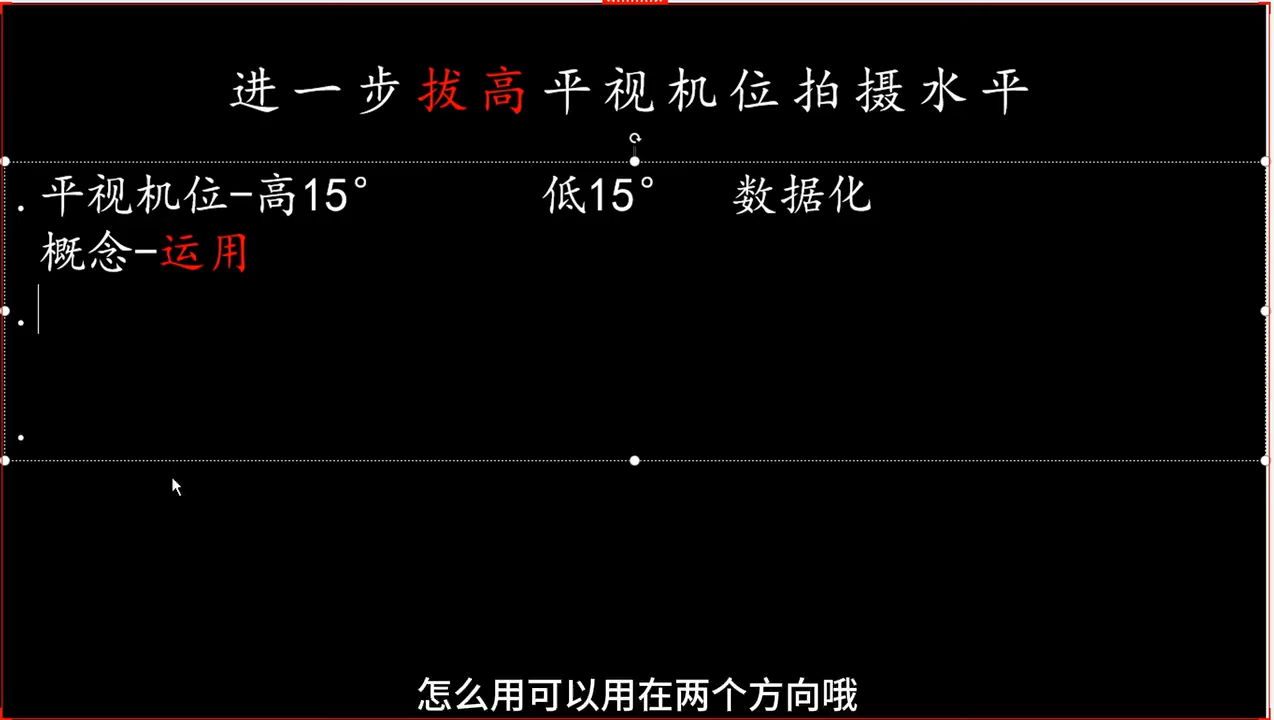 进一步拔高平视机位拍摄水平
平视机位-高15° 低15° 数据化
概念-运用
怎么用可以用在两个方向哦